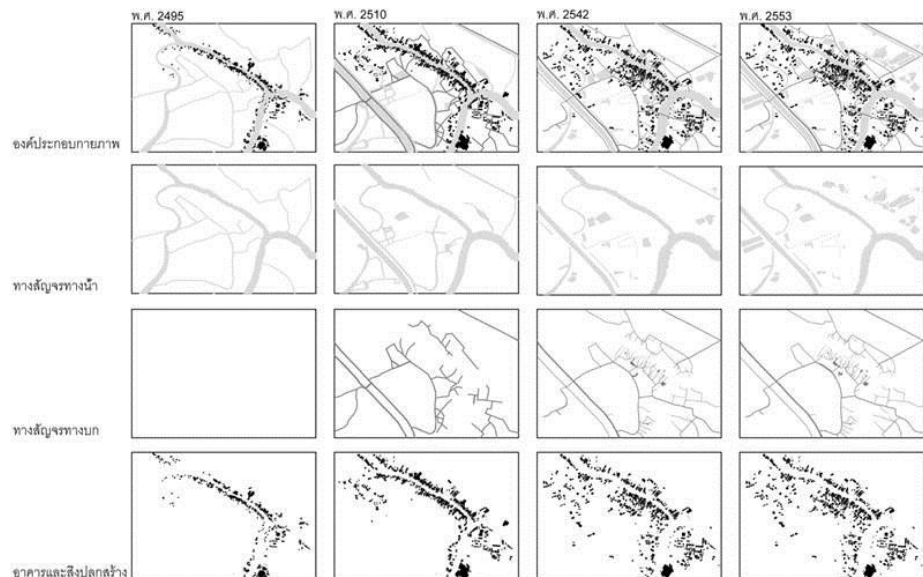 พ.ศ. 2495 พ.ศ. 2510 พ.ศ. 2542 พ.ศ. 2553
องค์ประกอบกายภาพ
ทางสัญจรทางน้ำ
ทางสัญจรทางบก
อาคารและสิ่งปลูกสร้าง